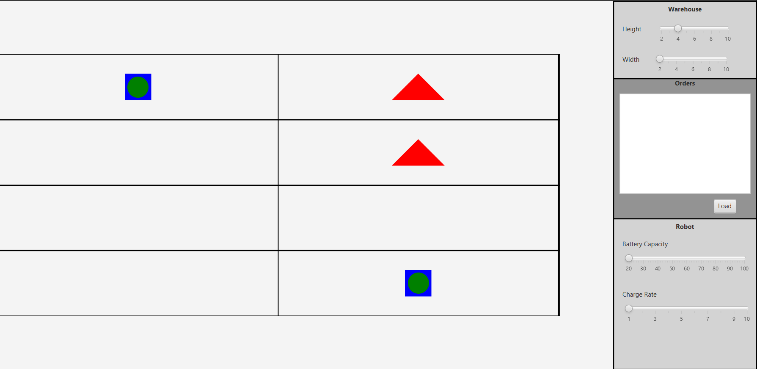 Warehouse
Height
2 4 6 8 10
Width
2 4 6 8 10
Orders
Load
Robot
Battery Capacity
20 30 40 50 60 70 80 90 100
Charge Rate
1 3 5 7 9 10